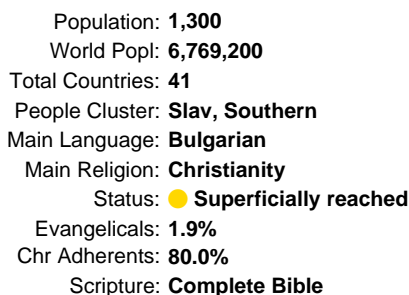 Population: 1,300
World Popl: 6,769,200
Total Countries: 41
People Cluster: Slav, Southern
Main Language: Bulgarian
Main Religion: Christianity
Status: Superficially reached
Evangelicals: 1.9%
Chr Adherents: 80.0%
Scripture: Complete Bible